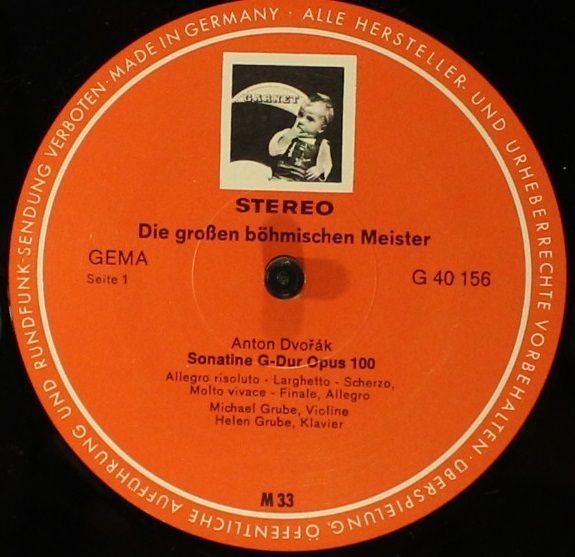 MADE IN GERMANY · ALLE HERSTELLER- UND URHEBERRECHTE VORBEHALTEN · ÜBERSPIELUNG, ÖFFENTLICHE AUFFÜHRUNG UND RUNDFUNK-SENDUNG VERBOTEN ·
GARNET
STEREO
Die großen böhmischen Meister
GEMA
Seite 1
G 40 156
Anton Dvořák
Sonatine G-Dur Opus 100
Allegro risoluto - Larghetto - Scherzo,
Molto vivace - Finale, Allegro
Michael Grube, Violine
Helen Grube, Klavier
M 33